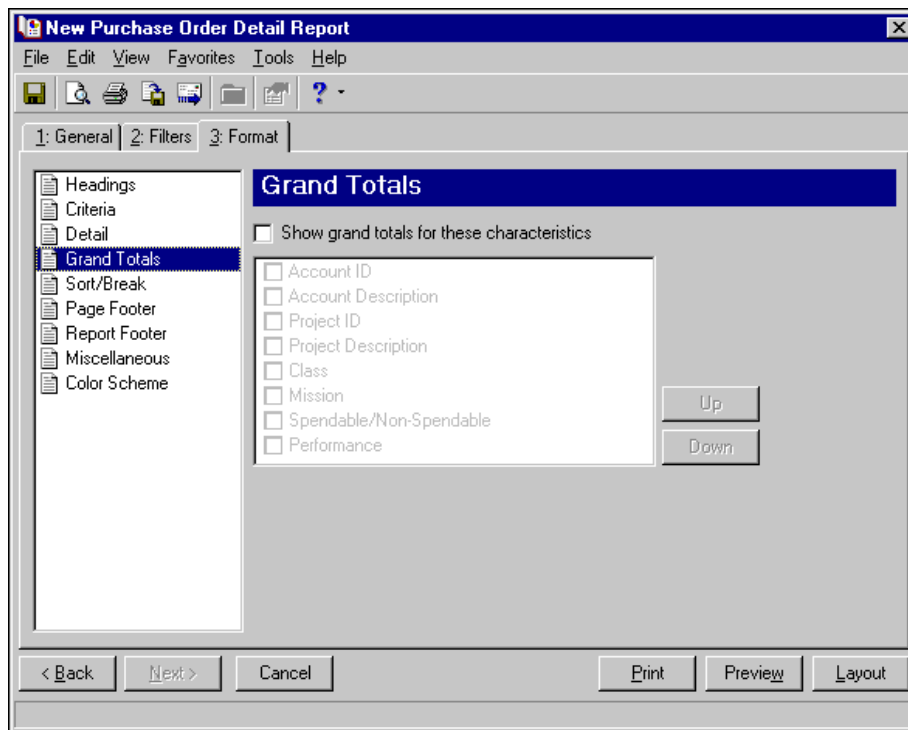 New Purchase Order Detail Report
File Edit View Favorites Tools Help
?
1: General 2: Filters 3: Format
Headings
Criteria
Detail
Grand Totals
Sort/Break
Page Footer
Report Footer
Miscellaneous
Color Scheme
Grand Totals
Show grand totals for these characteristics
Account ID
Account Description
Project ID
Project Description
Class
Mission
Spendable/Non-Spendable
Performance
Up
Down
< Back Next > Cancel Print Preview Layout